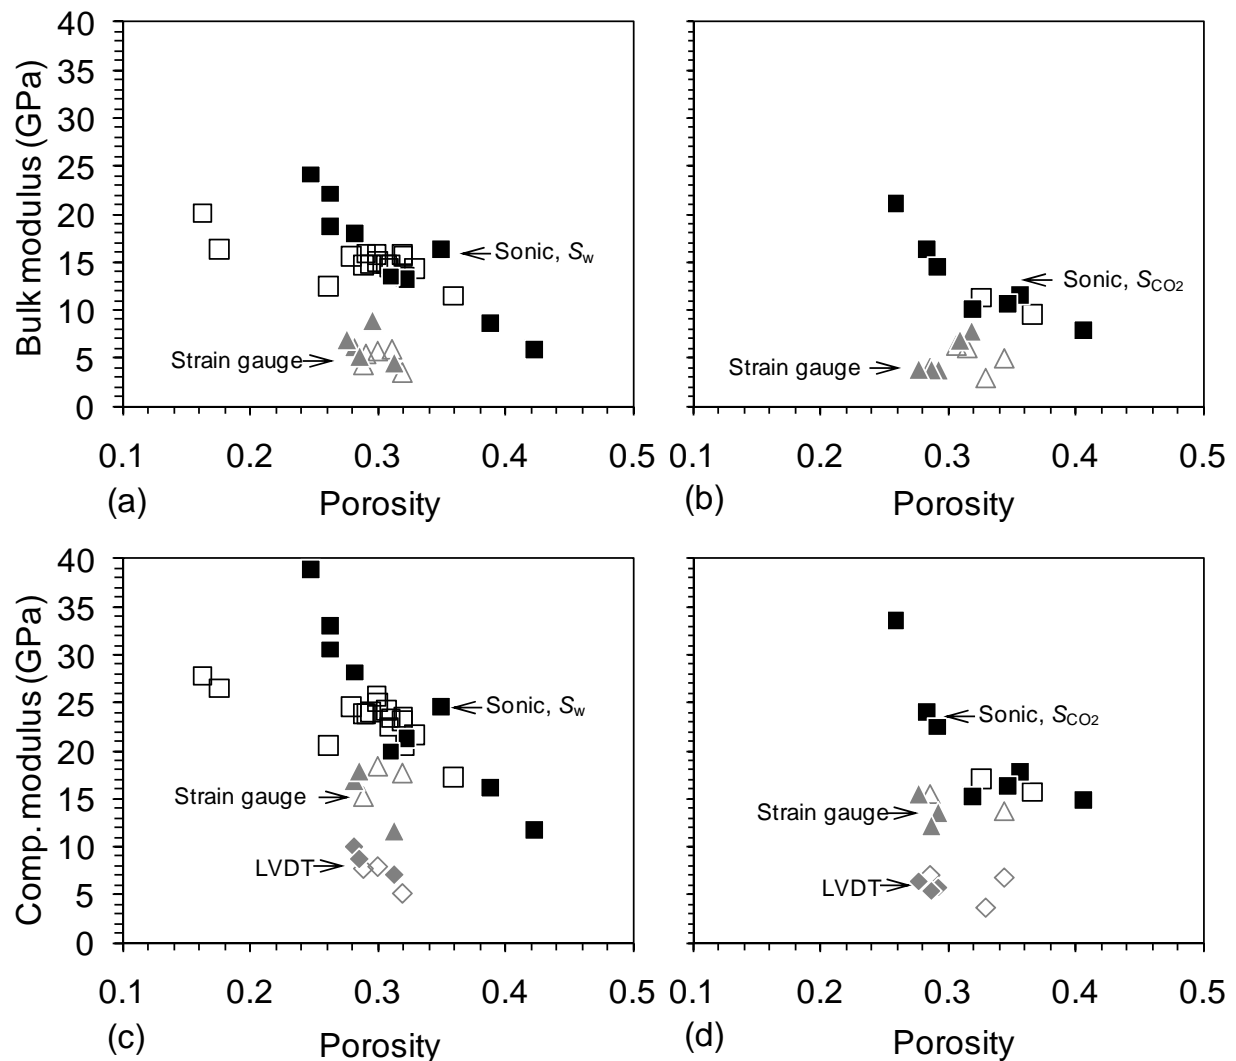 40
35
30
25
20
15
10
5
0
Bulk modulus (GPa)
Sonic, Sw
Strain gauge
0.1 0.2 0.3 0.4 0.5
(a) Porosity
Sonic, SCO2
Strain gauge
0.1 0.2 0.3 0.4 0.5
(b) Porosity
40
35
30
25
20
15
10
5
0
Comp. modulus (GPa)
Sonic, Sw
Strain gauge
LVDT
0.1 0.2 0.3 0.4 0.5
(c) Porosity
Sonic, SCO2
Strain gauge
LVDT
0.1 0.2 0.3 0.4 0.5
(d) Porosity